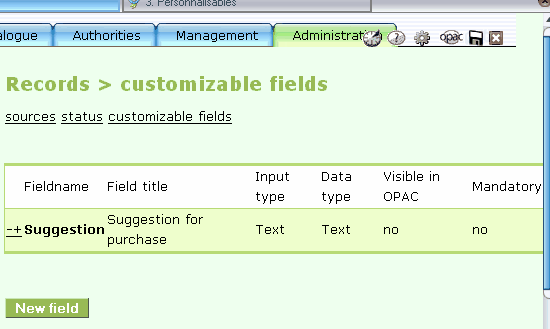 3. Personnalisables
alogue Authorities Management Administrat
opac
Records > customizable fields
sources status customizable fields
Fieldname Field title Input type Data type Visible in OPAC Mandatory
-+ Suggestion Suggestion for purchase Text Text no no
New field